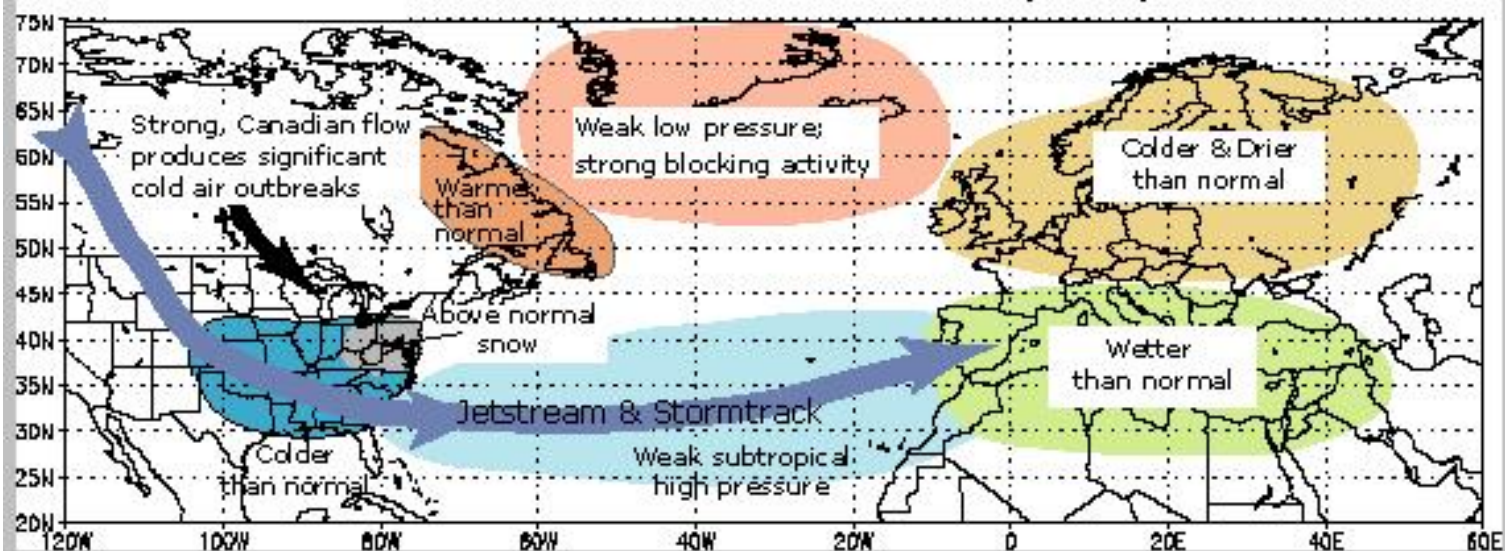 75N
70N
65N
60N
55N
50N
45N
40N
35N
30N
25N
20N
Strong, Canadian flow
produces significant
cold air outbreaks
Warmer
than
normal
Weak low pressure;
strong blocking activity
Colder & Drier
than normal
Above normal
snow
Wetter
than normal
Jetstream & Stormtrack
Colder
than normal
Weak subtropical
high pressure
120W 100W 80W 60W 40W 20W 0 20E 40E 60E